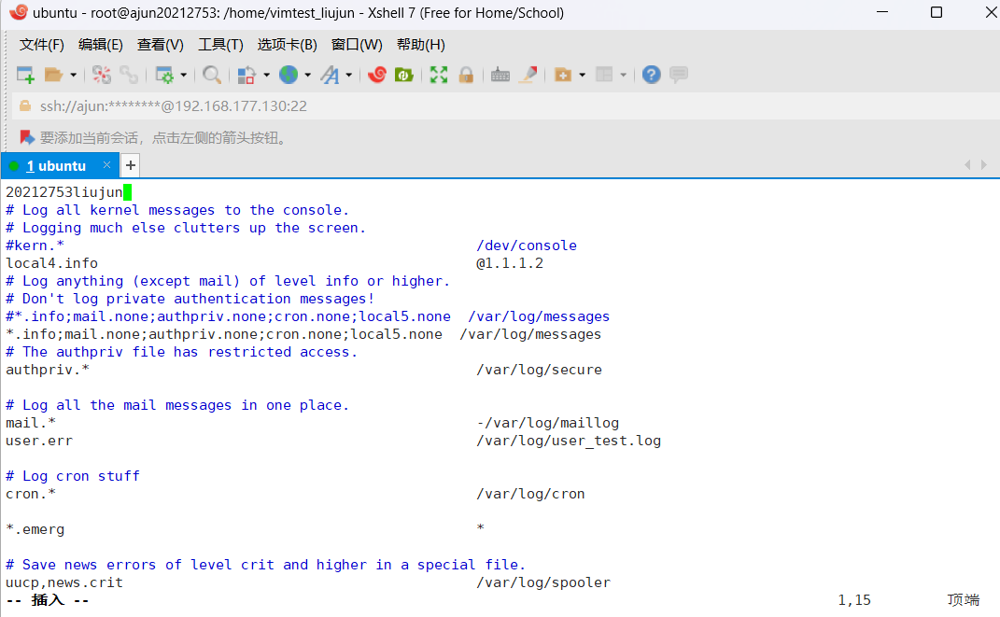 ubuntu - root@ajun20212753: /home/vimtest_liujun - Xshell 7 (Free for Home/School)
文件(F) 编辑(E) 查看(V) 工具(T) 选项卡(B) 窗口(W) 帮助(H)
ssh://ajun:********@192.168.177.130:22
要添加当前会话，点击左侧的箭头按钮。
1 ubuntu × +
20212753liujun
# Log all kernel messages to the console.
# Logging much else clutters up the screen.
#kern.* /dev/console
local4.info @1.1.1.2
# Log anything (except mail) of level info or higher.
# Don't log private authentication messages!
#*.info;mail.none;authpriv.none;cron.none;local5.none /var/log/messages
*.info;mail.none;authpriv.none;cron.none;local5.none /var/log/messages
# The authpriv file has restricted access.
authpriv.* /var/log/secure
# Log all the mail messages in one place.
mail.* -/var/log/maillog
user.err /var/log/user_test.log
# Log cron stuff
cron.* /var/log/cron
*.emerg *
# Save news errors of level crit and higher in a special file.
uucp,news.crit /var/log/spooler
-- 插入 -- 1,15 顶端